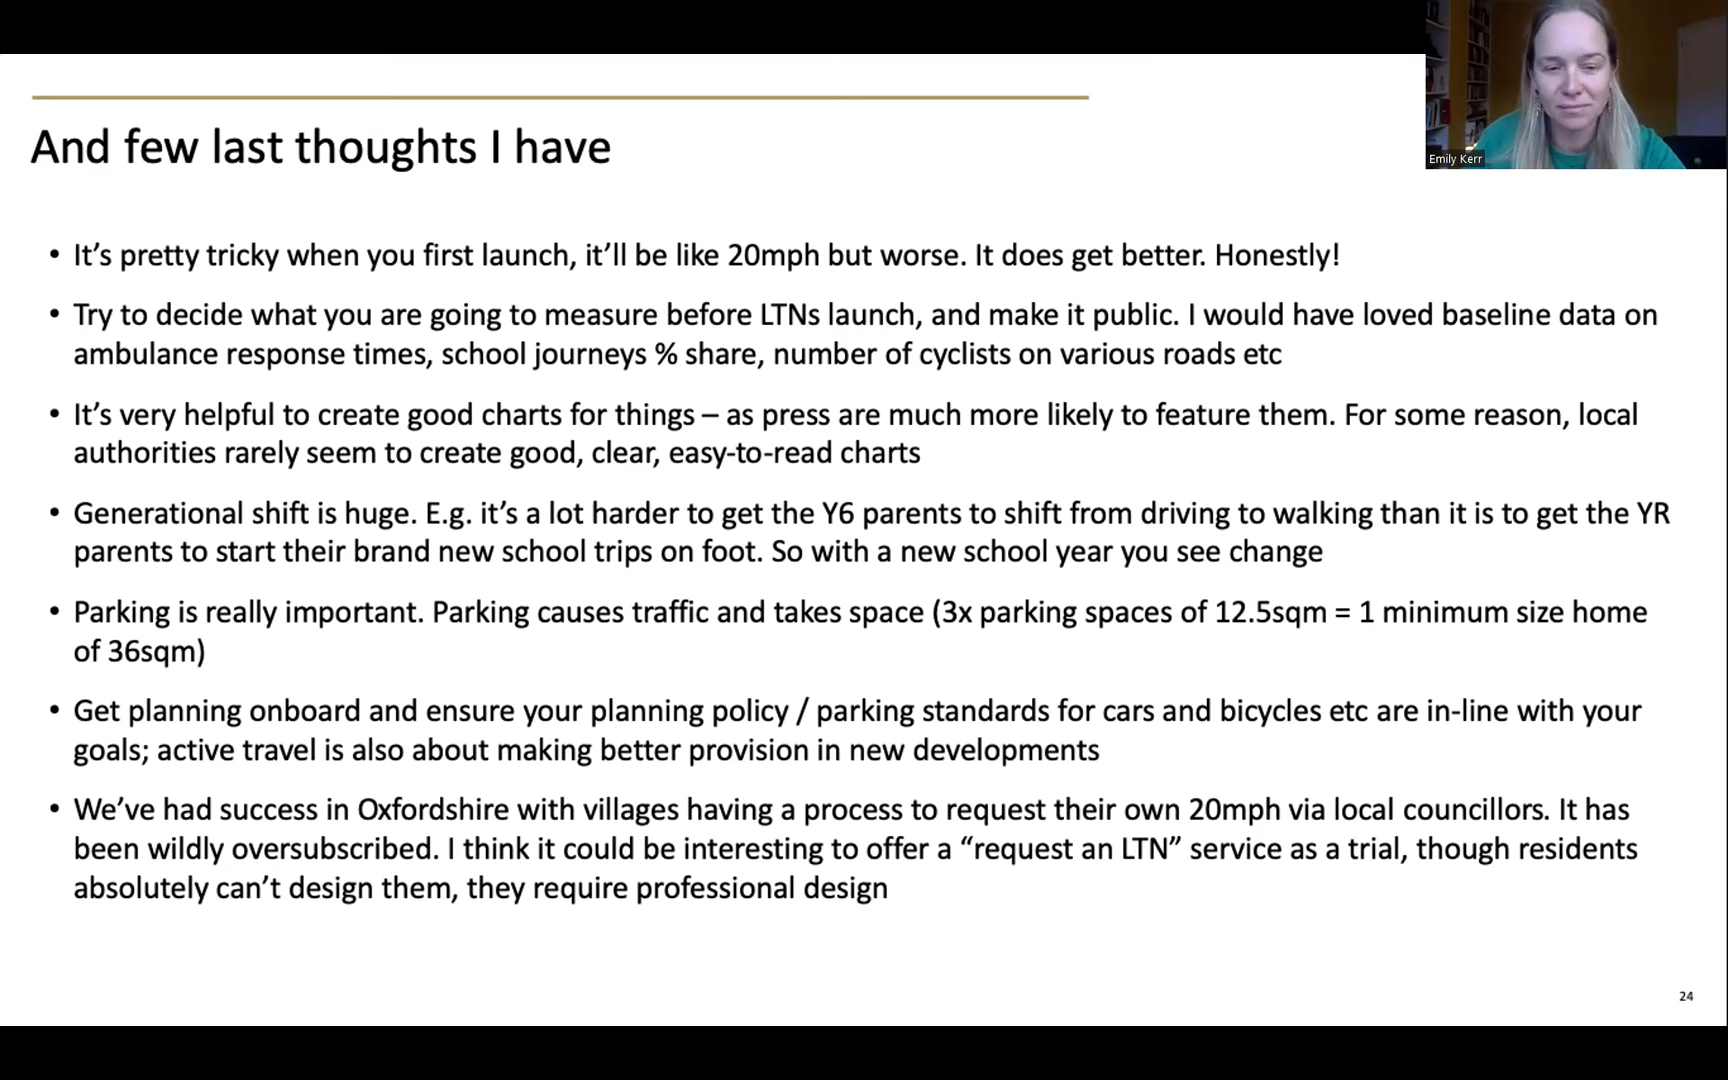 Emily Kerr
And few last thoughts I have
• It’s pretty tricky when you first launch, it’ll be like 20mph but worse. It does get better. Honestly!
• Try to decide what you are going to measure before LTNs launch, and make it public. I would have loved baseline data on
ambulance response times, school journeys % share, number of cyclists on various roads etc
• It’s very helpful to create good charts for things – as press are much more likely to feature them. For some reason, local
authorities rarely seem to create good, clear, easy-to-read charts
• Generational shift is huge. E.g. it’s a lot harder to get the Y6 parents to shift from driving to walking than it is to get the YR
parents to start their brand new school trips on foot. So with a new school year you see change
• Parking is really important. Parking causes traffic and takes space (3x parking spaces of 12.5sqm = 1 minimum size home
of 36sqm)
• Get planning onboard and ensure your planning policy / parking standards for cars and bicycles etc are in-line with your
goals; active travel is also about making better provision in new developments
• We’ve had success in Oxfordshire with villages having a process to request their own 20mph via local councillors. It has
been wildly oversubscribed. I think it could be interesting to offer a “request an LTN” service as a trial, though residents
absolutely can’t design them, they require professional design
24